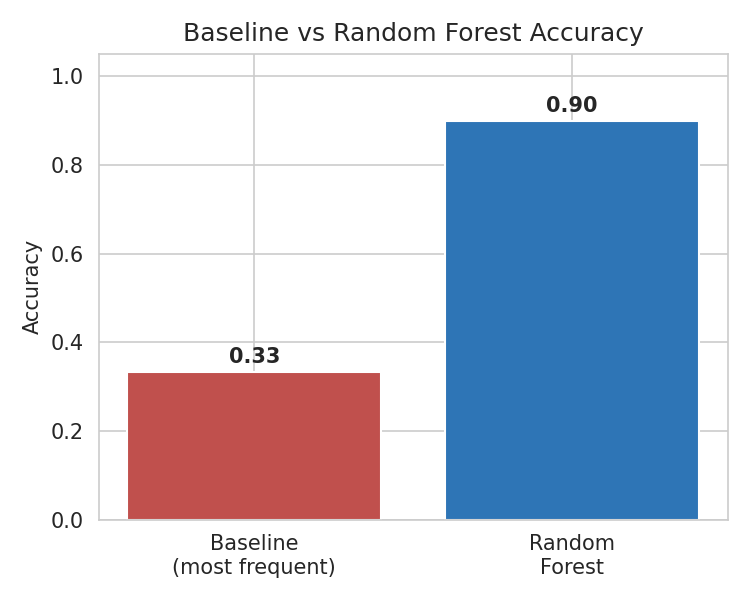 Baseline vs Random Forest Accuracy
1.0
0.8
0.6
0.4
0.2
0.0
Accuracy
0.33
0.90
Baseline
(most frequent)
Random
Forest